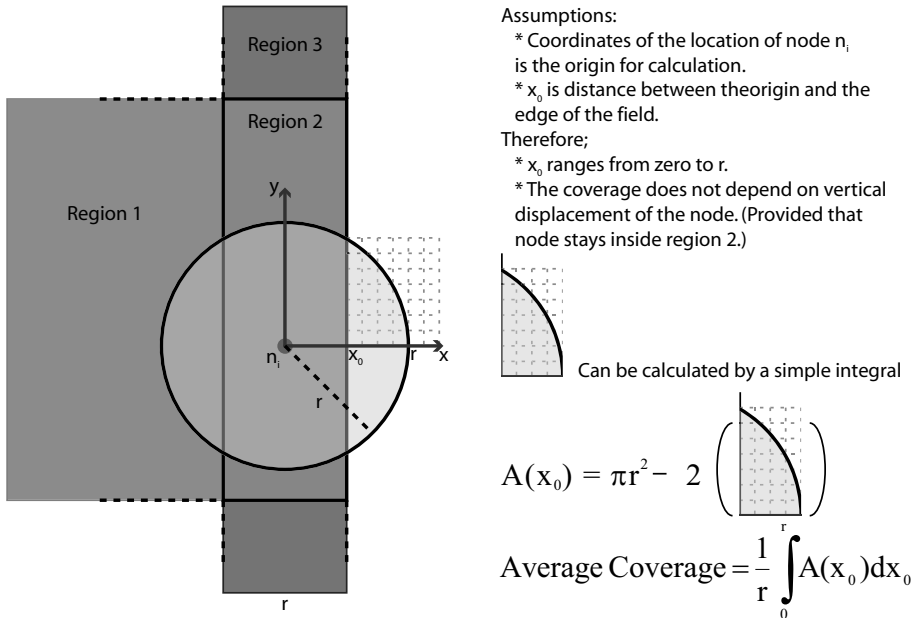 Region 3
Region 2
Region 1
y
n_i
x₀
r
x
r
r
Assumptions:
* Coordinates of the location of node n_i
is the origin for calculation.
* x₀ is distance between theorigin and the
edge of the field.
Therefore;
* x₀ ranges from zero to r.
* The coverage does not depend on vertical
displacement of the node. (Provided that
node stays inside region 2.)
Can be calculated by a simple integral
A(x₀) = πr² − 2 ( )
Average Coverage = 1/r ∫₀ʳ A(x₀)dx₀